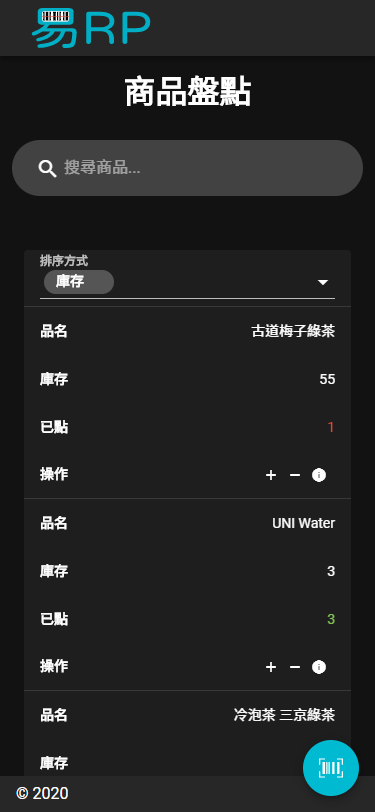 易RP
商品盤點
搜尋商品...
排序方式
庫存
品名 古道梅子綠茶
庫存 55
已點 1
操作
品名 UNI Water
庫存 3
已點 3
操作
品名 冷泡茶 三京綠茶
庫存
© 2020